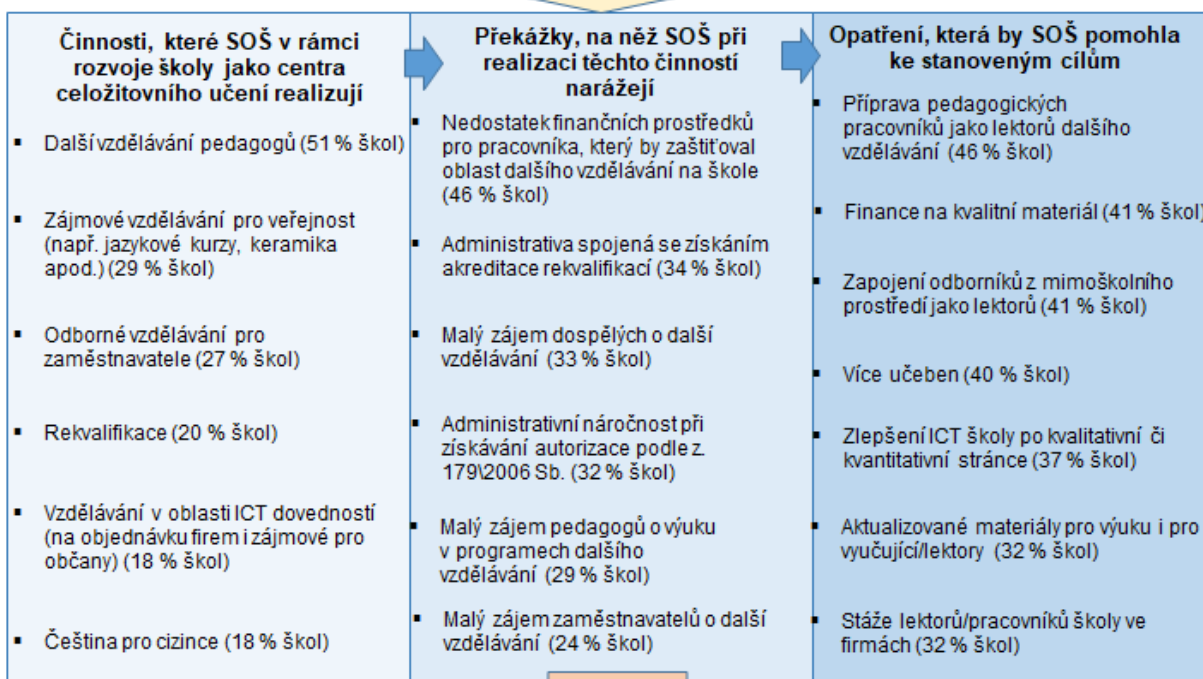 Činnosti, které SOŠ v rámci
rozvoje školy jako centra
celožitovního učení realizují
▪ Další vzdělávání pedagogů (51 % škol)
▪ Zájmové vzdělávání pro veřejnost
(např. jazykové kurzy, keramika
apod.) (29 % škol)
▪ Odborné vzdělávání pro
zaměstnavatele (27 % škol)
▪ Rekvalifikace (20 % škol)
▪ Vzdělávání v oblasti ICT dovedností
(na objednávku firem i zájmové pro
občany) (18 % škol)
▪ Čeština pro cizince (18 % škol)
Překážky, na něž SOŠ při
realizaci těchto činností
narážejí
▪ Nedostatek finančních prostředků
pro pracovníka, který by zaštiťoval
oblast dalšího vzdělávání na škole
(46 % škol)
▪ Administrativa spojená se získáním
akreditace rekvalifikací (34 % škol)
▪ Malý zájem dospělých o další
vzdělávání (33 % škol)
▪ Administrativní náročnost při
získávání autorizace podle z.
179\2006 Sb. (32 % škol)
▪ Malý zájem pedagogů o výuku
v programech dalšího
vzdělávání (29 % škol)
▪ Malý zájem zaměstnavatelů o další
vzdělávání (24 % škol)
Opatření, která by SOŠ pomohla
ke stanoveným cílům
▪ Příprava pedagogických
pracovníků jako lektorů dalšího
vzdělávání (46 % škol)
▪ Finance na kvalitní materiál (41 % škol)
▪ Zapojení odborníků z mimoškolního
prostředí jako lektorů (41 % škol)
▪ Více učeben (40 % škol)
▪ Zlepšení ICT školy po kvalitativní či
kvantitativní stránce (37 % škol)
▪ Aktualizované materiály pro výuku i pro
vyučující/lektory (32 % škol)
▪ Stáže lektorů/pracovníků školy ve
firmách (32 % škol)